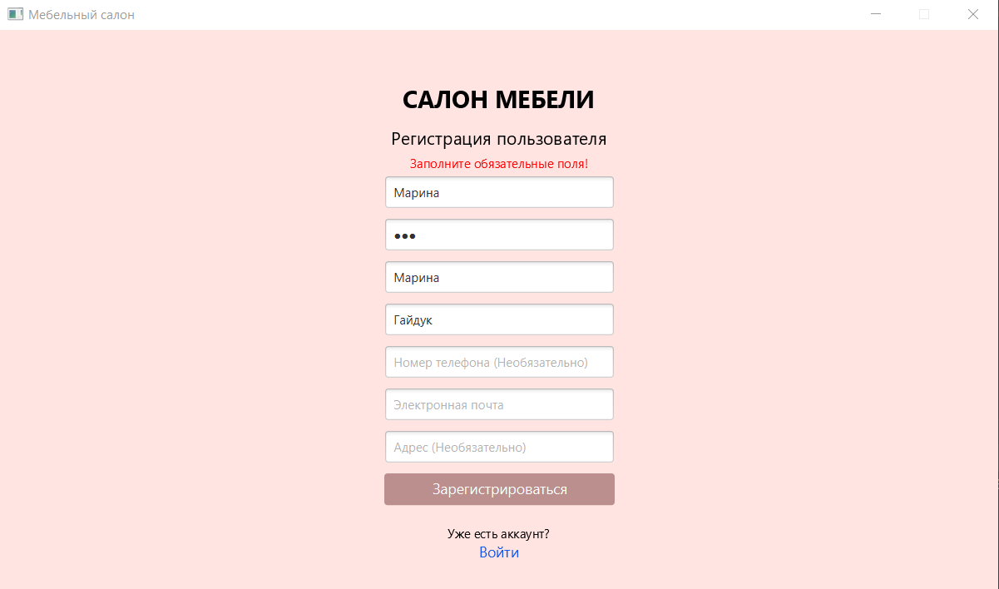 Мебельный салон
САЛОН МЕБЕЛИ
Регистрация пользователя
Заполните обязательные поля!
Марина
●●●
Марина
Гайдук
Номер телефона (Необязательно)
Электронная почта
Адрес (Необязательно)
Зарегистрироваться
Уже есть аккаунт?
Войти